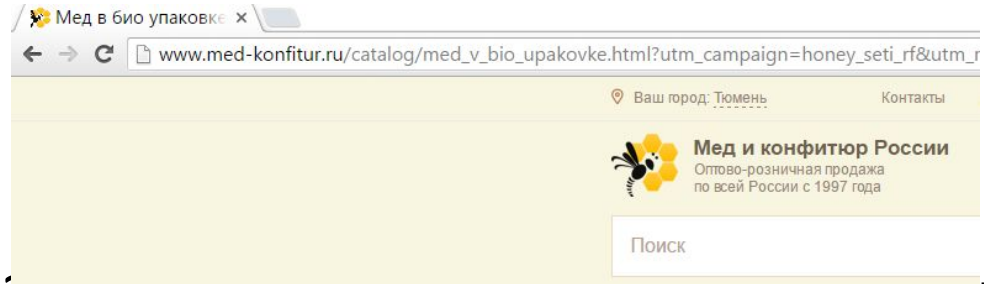 Мед в био упаковке
www.med-konfitur.ru/catalog/med_v_bio_upakovke.html?utm_campaign=honey_seti_rf&utm_
Ваш город: Тюмень Контакты
Мед и конфитюр России
Оптово-розничная продажа
по всей России с 1997 года
Поиск